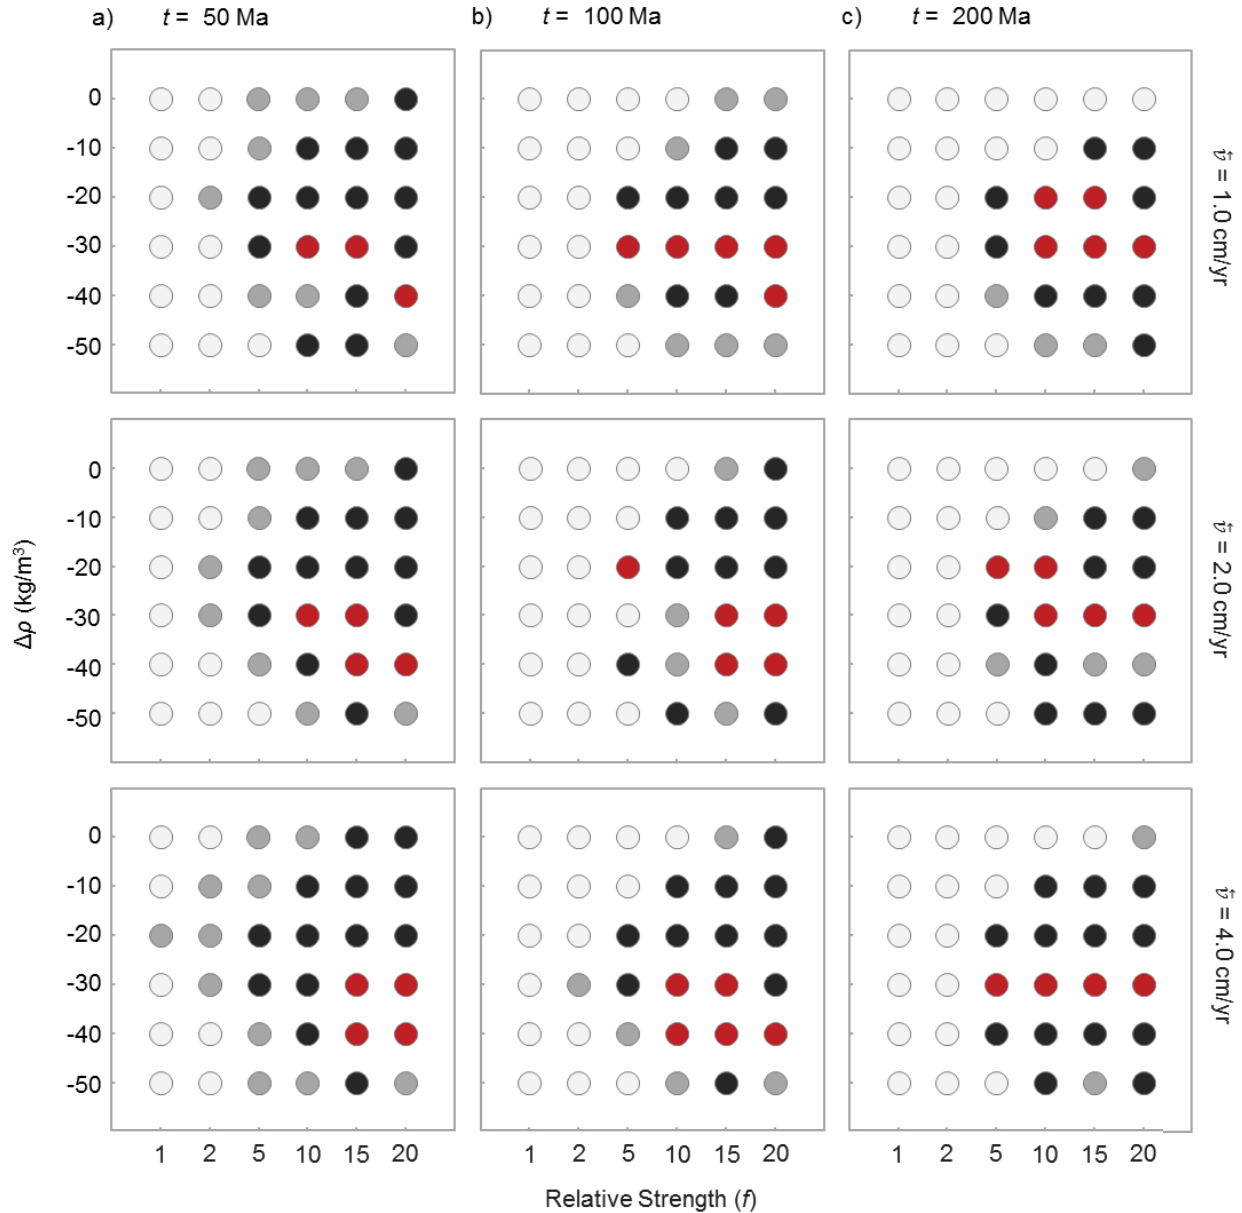 a) t = 50 Ma
b) t = 100 Ma
c) t = 200 Ma
0
-10
-20
-30
-40
-50
v̄ = 1.0 cm/yr
0
-10
-20
-30
-40
-50
Δρ (kg/m³)
v̄ = 2.0 cm/yr
0
-10
-20
-30
-40
-50
v̄ = 4.0 cm/yr
1 2 5 10 15 20
1 2 5 10 15 20
1 2 5 10 15 20
Relative Strength (f)